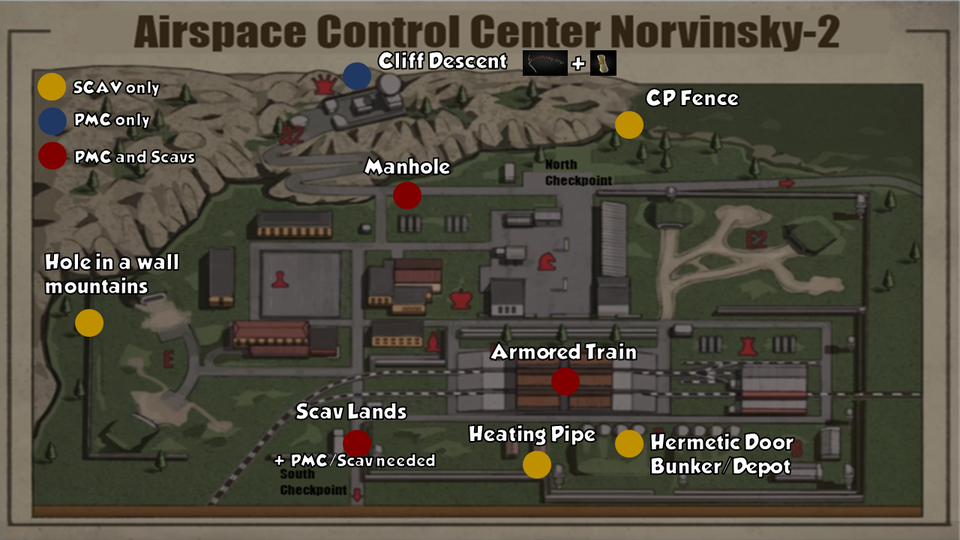 Airspace Control Center Norvinsky-2
Cliff Descent +
SCAV only
PMC only
PMC and Scavs
CP Fence
Manhole
North
Checkpoint
Hole in a wall
mountains
E2
E
Armored Train
Scav Lands
+ PMC/Scav needed
South
Checkpoint
Heating Pipe
Hermetic Door
Bunker/Depot